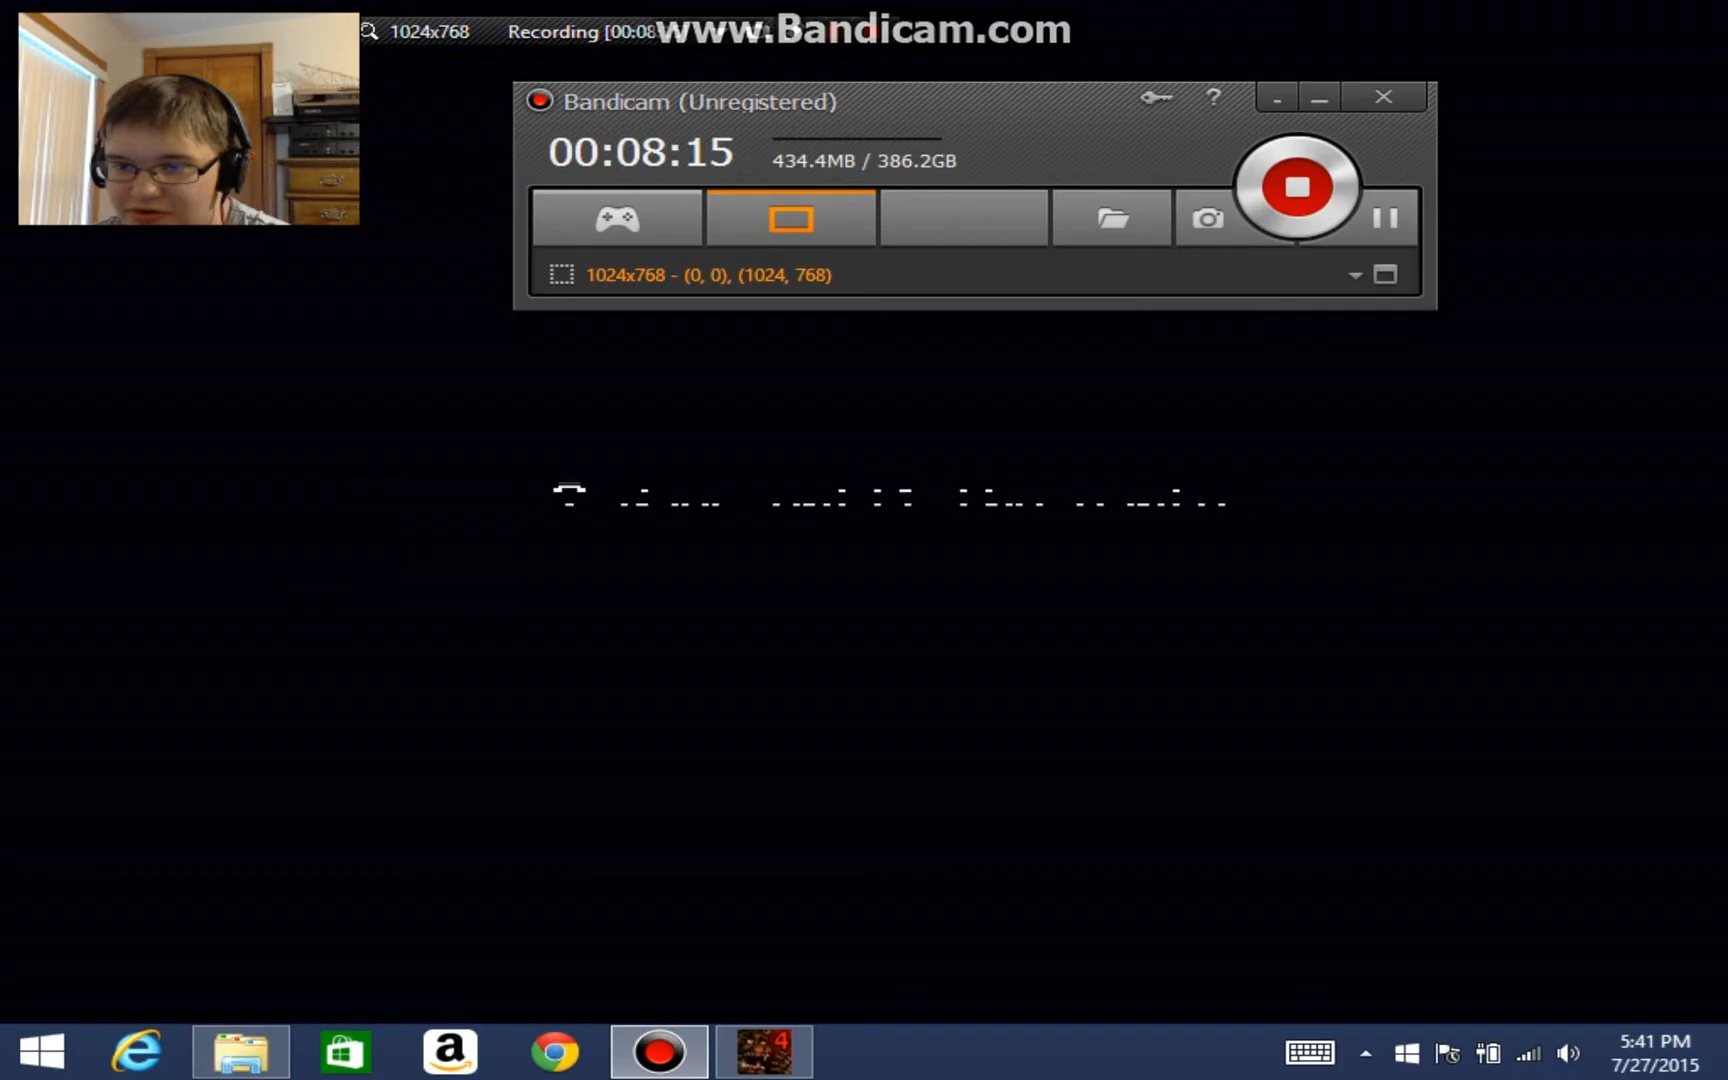 1024x768 Recording [00:08
www.Bandicam.com
Bandicam (Unregistered)
00:08:15
434.4MB / 386.2GB
1024x768 - (0, 0), (1024, 768)
4
5:41 PM
7/27/2015